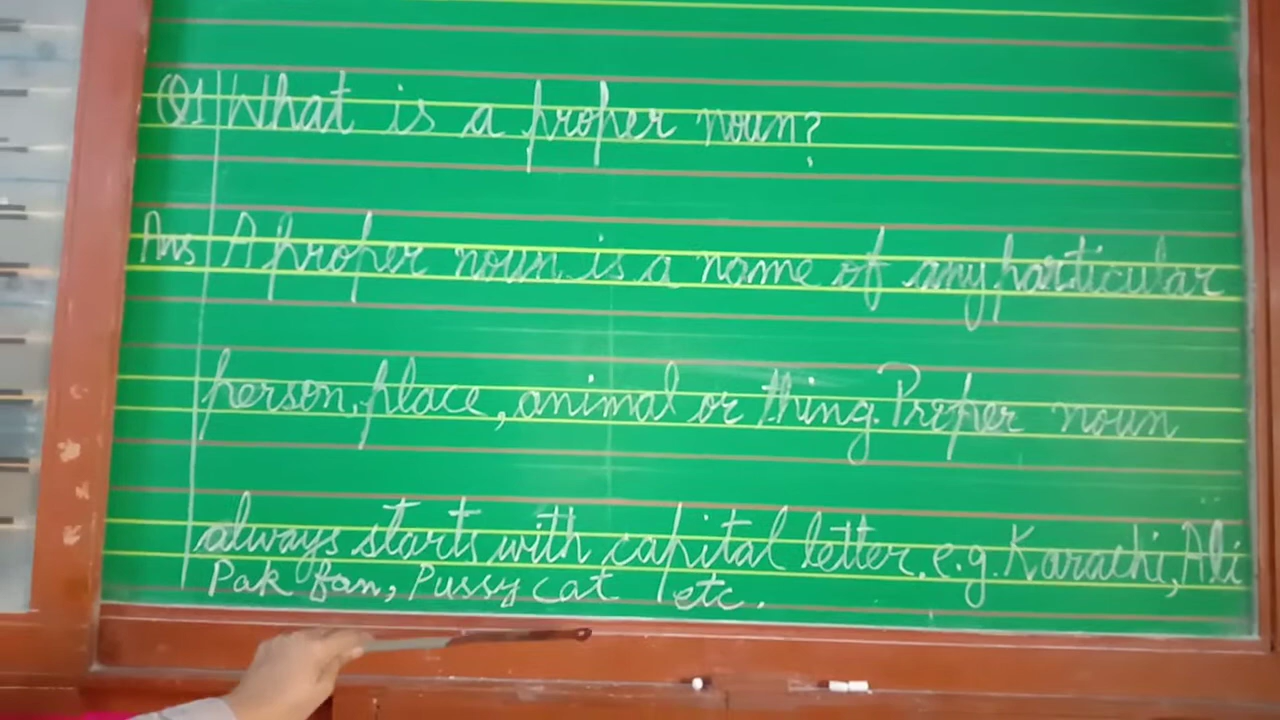 Q1 What is a proper noun?
Ans A proper noun is a name of any particular
person, place, animal or thing. Proper noun
always starts with capital letter. e.g. Karachi, Ali
Pak fan, Pussy cat etc.